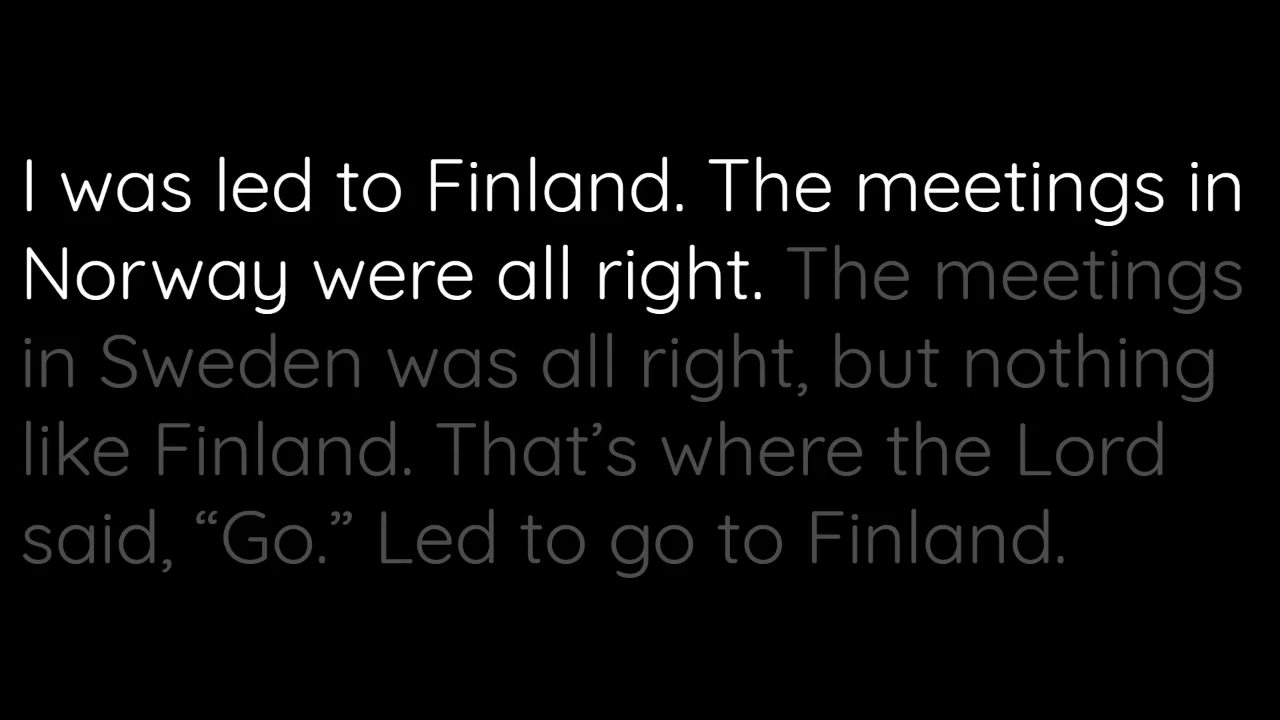 I was led to Finland. The meetings in
Norway were all right. The meetings
in Sweden was all right, but nothing
like Finland. That’s where the Lord
said, “Go.” Led to go to Finland.